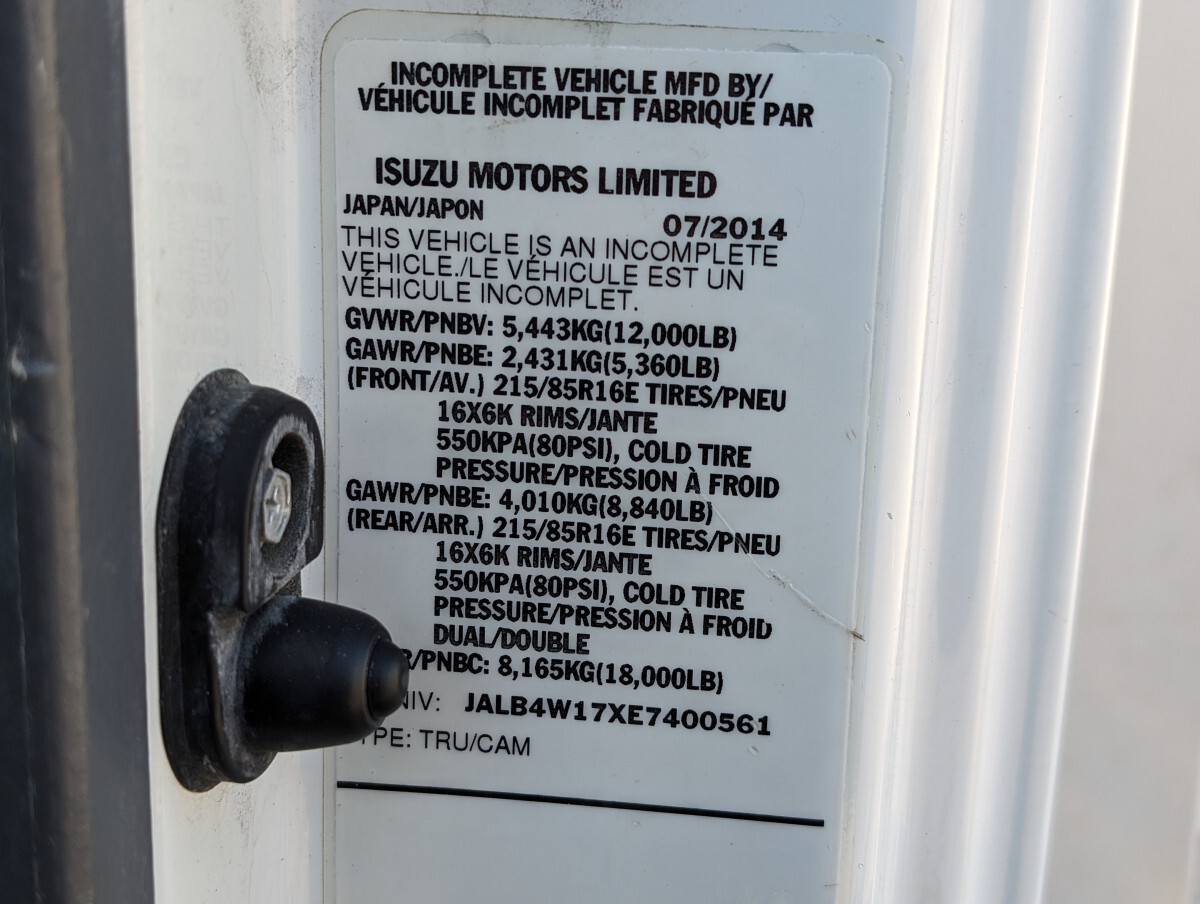 INCOMPLETE VEHICLE MFD BY/
VÉHICULE INCOMPLET FABRIQUÉ PAR
ISUZU MOTORS LIMITED
JAPAN/JAPON 07/2014
THIS VEHICLE IS AN INCOMPLETE
VEHICLE./LE VÉHICULE EST UN
VÉHICULE INCOMPLET.
GVWR/PNBV: 5,443KG(12,000LB)
GAWR/PNBE: 2,431KG(5,360LB)
(FRONT/AV.) 215/85R16E TIRES/PNEU
16X6K RIMS/JANTE
550KPA(80PSI), COLD TIRE
PRESSURE/PRESSION À FROID
GAWR/PNBE: 4,010KG(8,840LB)
(REAR/ARR.) 215/85R16E TIRES/PNEU
16X6K RIMS/JANTE
550KPA(80PSI), COLD TIRE
PRESSURE/PRESSION À FROID
DUAL/DOUBLE
R/PNBC: 8,165KG(18,000LB)
NIV: JALB4W17XE7400561
YPE: TRU/CAM